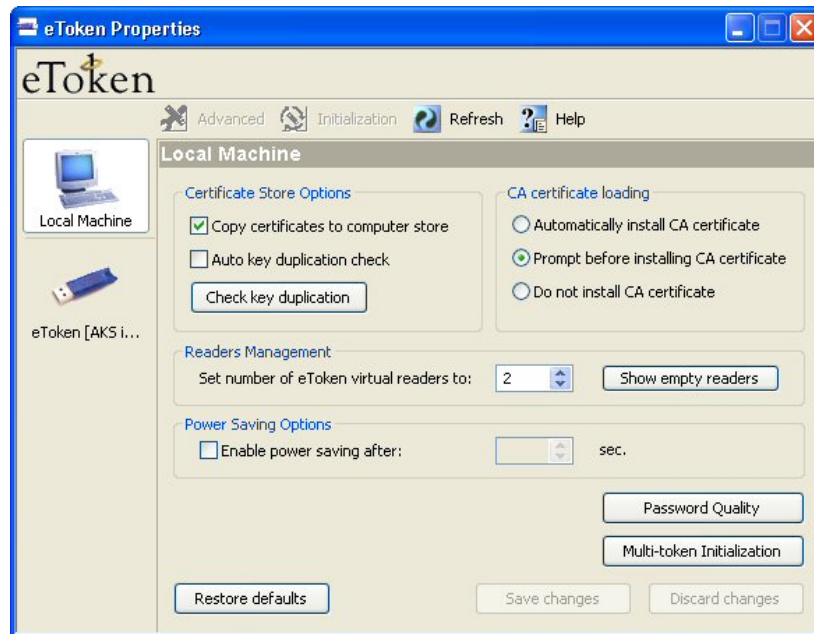 eToken Properties
eToken
Advanced Initialization Refresh Help
Local Machine
Local Machine
eToken [AKS i...
Certificate Store Options
Copy certificates to computer store
Auto key duplication check
Check key duplication
CA certificate loading
Automatically install CA certificate
Prompt before installing CA certificate
Do not install CA certificate
Readers Management
Set number of eToken virtual readers to: 2 Show empty readers
Power Saving Options
Enable power saving after: sec.
Password Quality
Multi-token Initialization
Restore defaults Save changes Discard changes